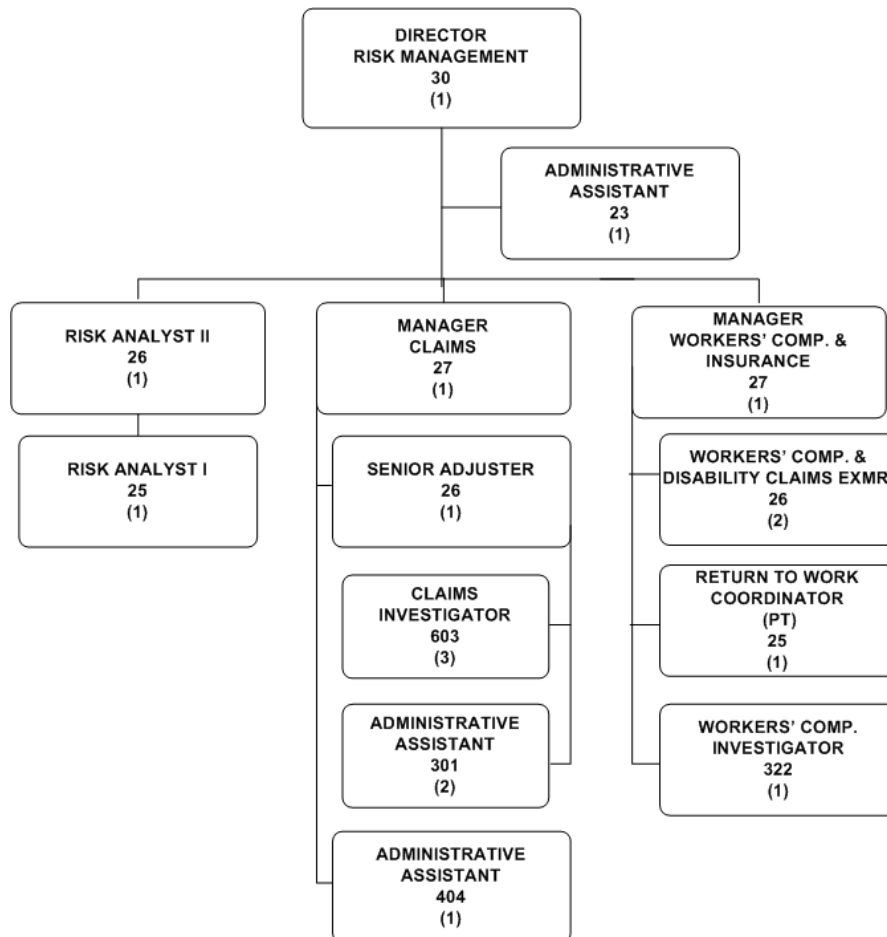 DIRECTOR
RISK MANAGEMENT
30
(1)
ADMINISTRATIVE
ASSISTANT
23
(1)
RISK ANALYST II
26
(1)
RISK ANALYST I
25
(1)
MANAGER
CLAIMS
27
(1)
SENIOR ADJUSTER
26
(1)
CLAIMS
INVESTIGATOR
603
(3)
ADMINISTRATIVE
ASSISTANT
301
(2)
ADMINISTRATIVE
ASSISTANT
404
(1)
MANAGER
WORKERS’ COMP. &
INSURANCE
27
(1)
WORKERS’ COMP. &
DISABILITY CLAIMS EXMR
26
(2)
RETURN TO WORK
COORDINATOR
(PT)
25
(1)
WORKERS’ COMP.
INVESTIGATOR
322
(1)